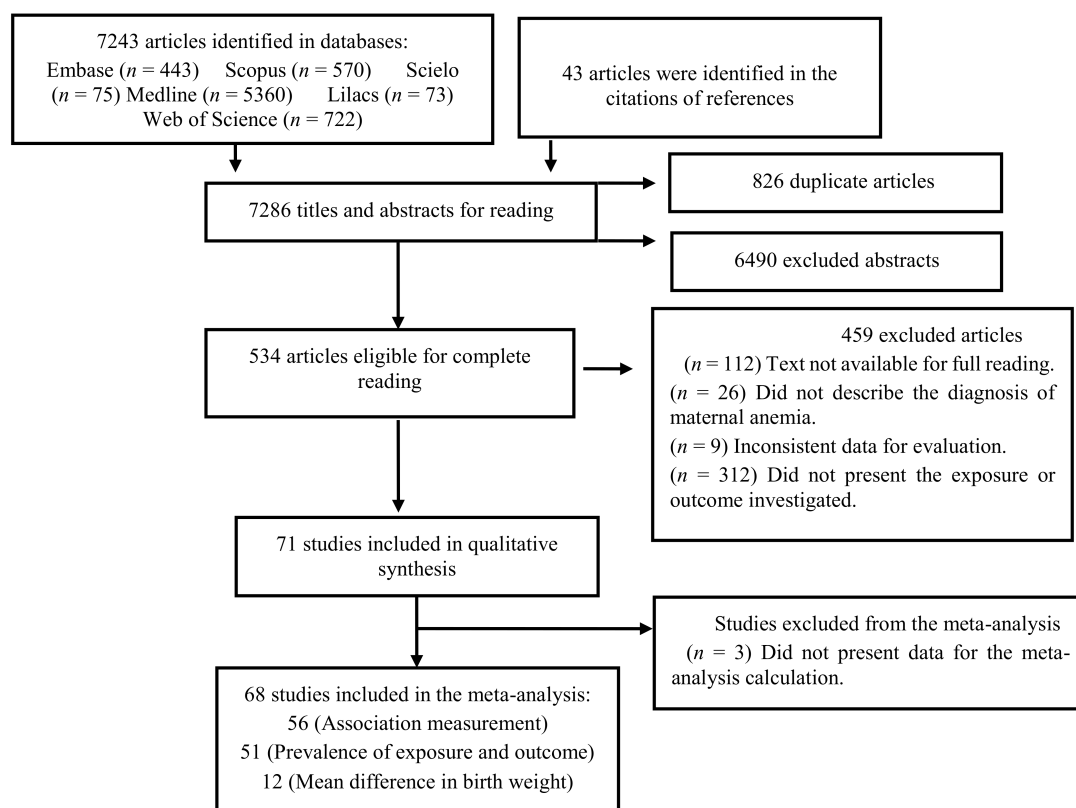 7243 articles identified in databases:
Embase (n = 443) Scopus (n = 570) Scielo
(n = 75) Medline (n = 5360) Lilacs (n = 73)
Web of Science (n = 722)
43 articles were identified in the
citations of references
7286 titles and abstracts for reading
826 duplicate articles
6490 excluded abstracts
534 articles eligible for complete
reading
459 excluded articles
(n = 112) Text not available for full reading.
(n = 26) Did not describe the diagnosis of
maternal anemia.
(n = 9) Inconsistent data for evaluation.
(n = 312) Did not present the exposure or
outcome investigated.
71 studies included in qualitative
synthesis
Studies excluded from the meta-analysis
(n = 3) Did not present data for the meta-
analysis calculation.
68 studies included in the meta-analysis:
56 (Association measurement)
51 (Prevalence of exposure and outcome)
12 (Mean difference in birth weight)